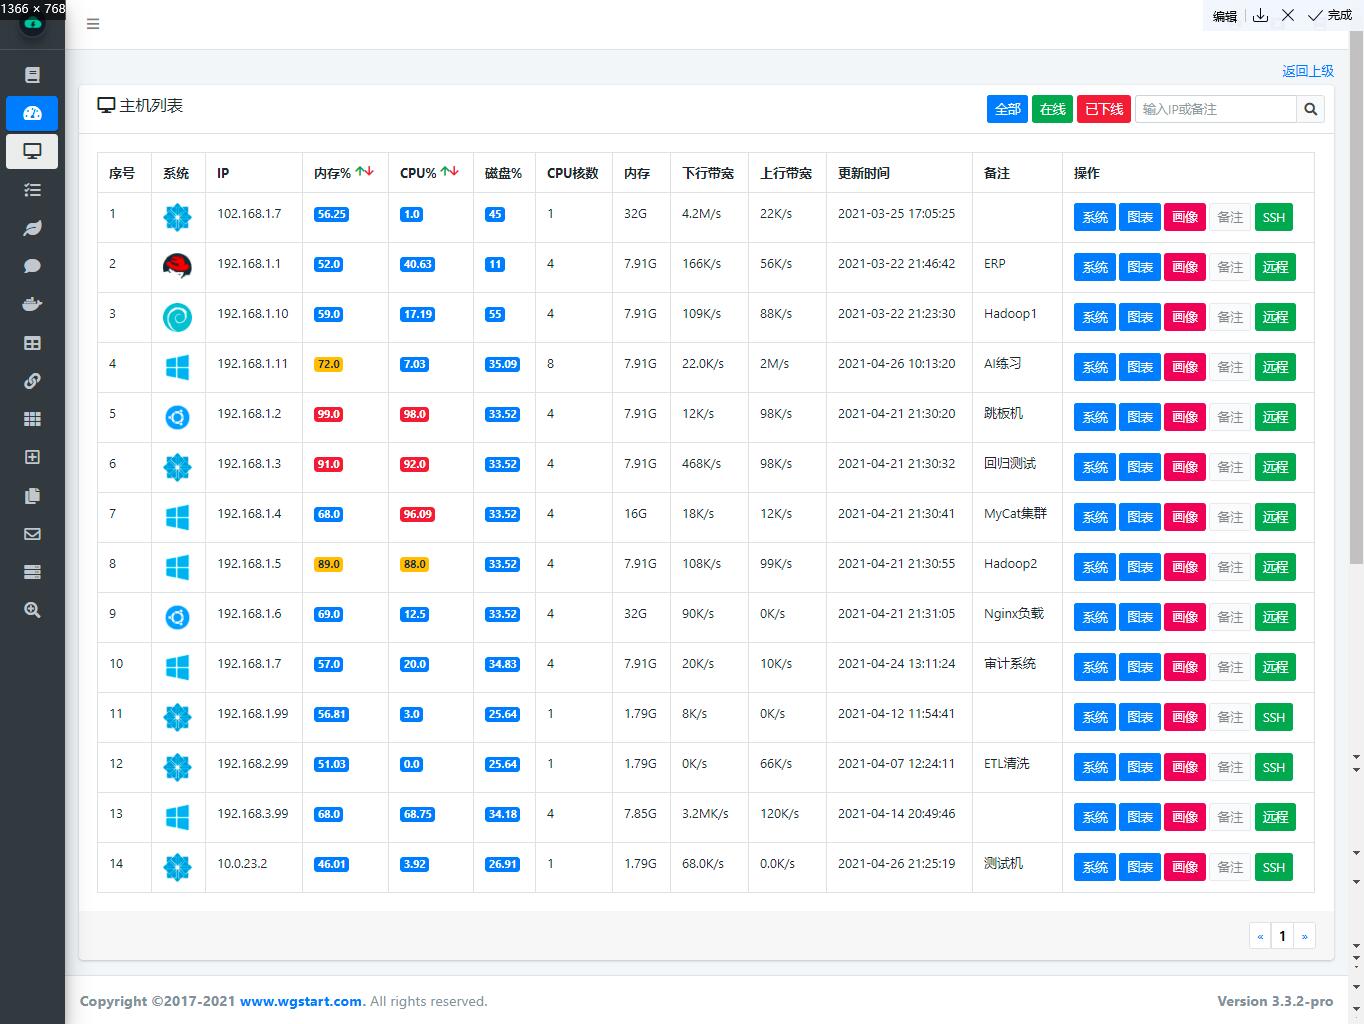 1366 × 768
编辑 完成
返回上级
主机列表 全部 在线 已下线 输入IP或备注
序号 系统 IP 内存% CPU% 磁盘% CPU核数 内存 下行带宽 上行带宽 更新时间 备注 操作
1 102.168.1.7 56.25 1.0 45 1 32G 4.2M/s 22K/s 2021-03-25 17:05:25 系统 图表 画像 备注 SSH
2 192.168.1.1 52.0 40.63 11 4 7.91G 166K/s 56K/s 2021-03-22 21:46:42 ERP 系统 图表 画像 备注 远程
3 192.168.1.10 59.0 17.19 55 4 7.91G 109K/s 88K/s 2021-03-22 21:23:30 Hadoop1 系统 图表 画像 备注 远程
4 192.168.1.11 72.0 7.03 35.09 8 7.91G 22.0K/s 2M/s 2021-04-26 10:13:20 AI练习 系统 图表 画像 备注 远程
5 192.168.1.2 99.0 98.0 33.52 4 7.91G 12K/s 98K/s 2021-04-21 21:30:20 跳板机 系统 图表 画像 备注 远程
6 192.168.1.3 91.0 92.0 33.52 4 7.91G 468K/s 98K/s 2021-04-21 21:30:32 回归测试 系统 图表 画像 备注 远程
7 192.168.1.4 68.0 96.09 33.52 4 16G 18K/s 12K/s 2021-04-21 21:30:41 MyCat集群 系统 图表 画像 备注 远程
8 192.168.1.5 89.0 88.0 33.52 4 7.91G 108K/s 99K/s 2021-04-21 21:30:55 Hadoop2 系统 图表 画像 备注 远程
9 192.168.1.6 69.0 12.5 33.52 4 32G 90K/s 0K/s 2021-04-21 21:31:05 Nginx负载 系统 图表 画像 备注 远程
10 192.168.1.7 57.0 20.0 34.83 4 7.91G 20K/s 10K/s 2021-04-24 13:11:24 审计系统 系统 图表 画像 备注 远程
11 192.168.1.99 56.81 3.0 25.64 1 1.79G 8K/s 0K/s 2021-04-12 11:54:41 系统 图表 画像 备注 SSH
12 192.168.2.99 51.03 0.0 25.64 1 1.79G 0K/s 66K/s 2021-04-07 12:24:11 ETL清洗 系统 图表 画像 备注 SSH
13 192.168.3.99 68.0 68.75 34.18 4 7.85G 3.2MK/s 120K/s 2021-04-14 20:49:46 系统 图表 画像 备注 远程
14 10.0.23.2 46.01 3.92 26.91 1 1.79G 68.0K/s 0.0K/s 2021-04-26 21:25:19 测试机 系统 图表 画像 备注 SSH
« 1 »
Copyright ©2017-2021 www.wgstart.com. All rights reserved. Version 3.3.2-pro